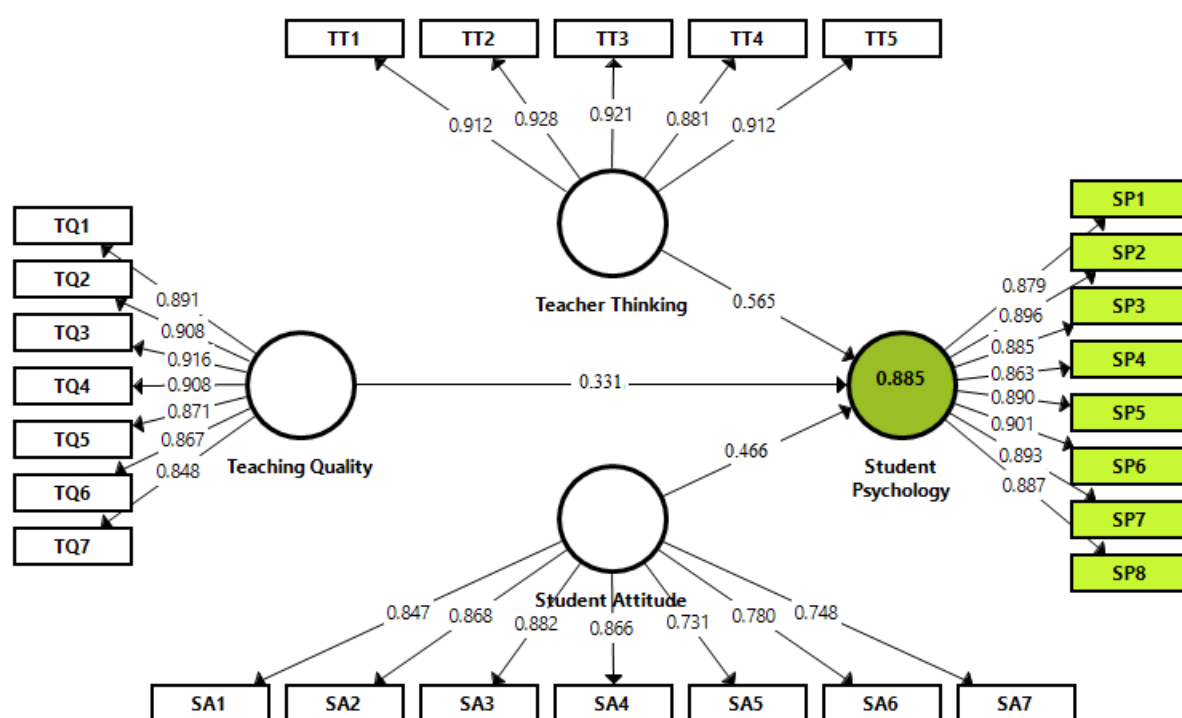 TT1 TT2 TT3 TT4 TT5
0.912 0.928 0.921 0.881 0.912
Teacher Thinking
TQ1
TQ2
TQ3
TQ4
TQ5
TQ6
TQ7
0.891
0.908
0.916
0.908
0.871
0.867
0.848
Teaching Quality
0.565
0.331
0.466
0.885
Student
Psychology
0.879
0.896
0.885
0.863
0.890
0.901
0.893
0.887
SP1
SP2
SP3
SP4
SP5
SP6
SP7
SP8
Student Attitude
0.847 0.868 0.882 0.866 0.731 0.780 0.748
SA1 SA2 SA3 SA4 SA5 SA6 SA7